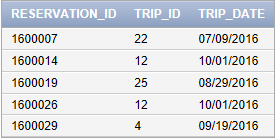 RESERVATION_ID TRIP_ID TRIP_DATE
1600007 22 07/09/2016
1600014 12 10/01/2016
1600019 25 08/29/2016
1600026 12 10/01/2016
1600029 4 09/19/2016